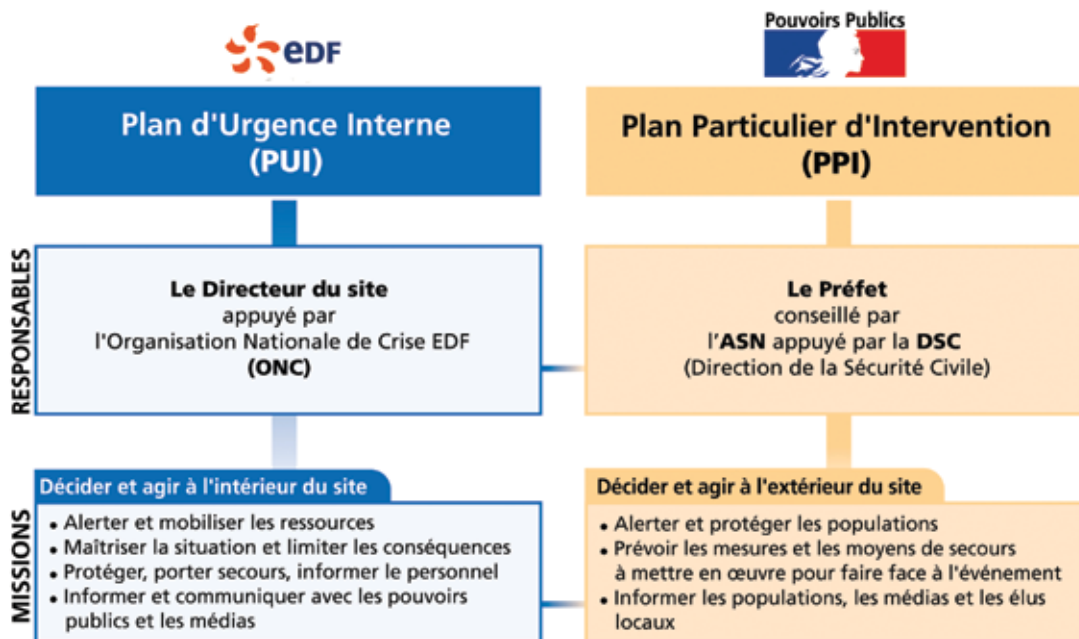 eDF
Pouvoirs Publics
Plan d'Urgence Interne
(PUI)
Plan Particulier d'Intervention
(PPI)
RESPONSABLES
Le Directeur du site
appuyé par
l'Organisation Nationale de Crise EDF
(ONC)
Le Préfet
conseillé par
l'ASN appuyé par la DSC
(Direction de la Sécurité Civile)
MISSIONS
Décider et agir à l'intérieur du site
• Alerter et mobiliser les ressources
• Maîtriser la situation et limiter les conséquences
• Protéger, porter secours, informer le personnel
• Informer et communiquer avec les pouvoirs
publics et les médias
Décider et agir à l'extérieur du site
• Alerter et protéger les populations
• Prévoir les mesures et les moyens de secours
à mettre en œuvre pour faire face à l'événement
• Informer les populations, les médias et les élus
locaux